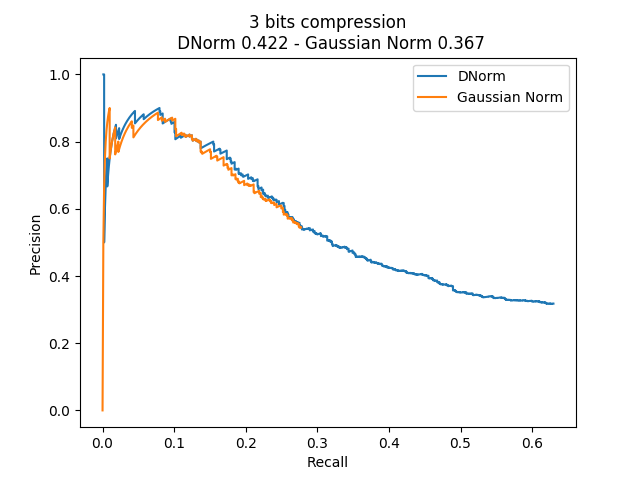 3 bits compression
DNorm 0.422 - Gaussian Norm 0.367
DNorm
Gaussian Norm
Precision
1.0
0.8
0.6
0.4
0.2
0.0
0.0 0.1 0.2 0.3 0.4 0.5 0.6
Recall